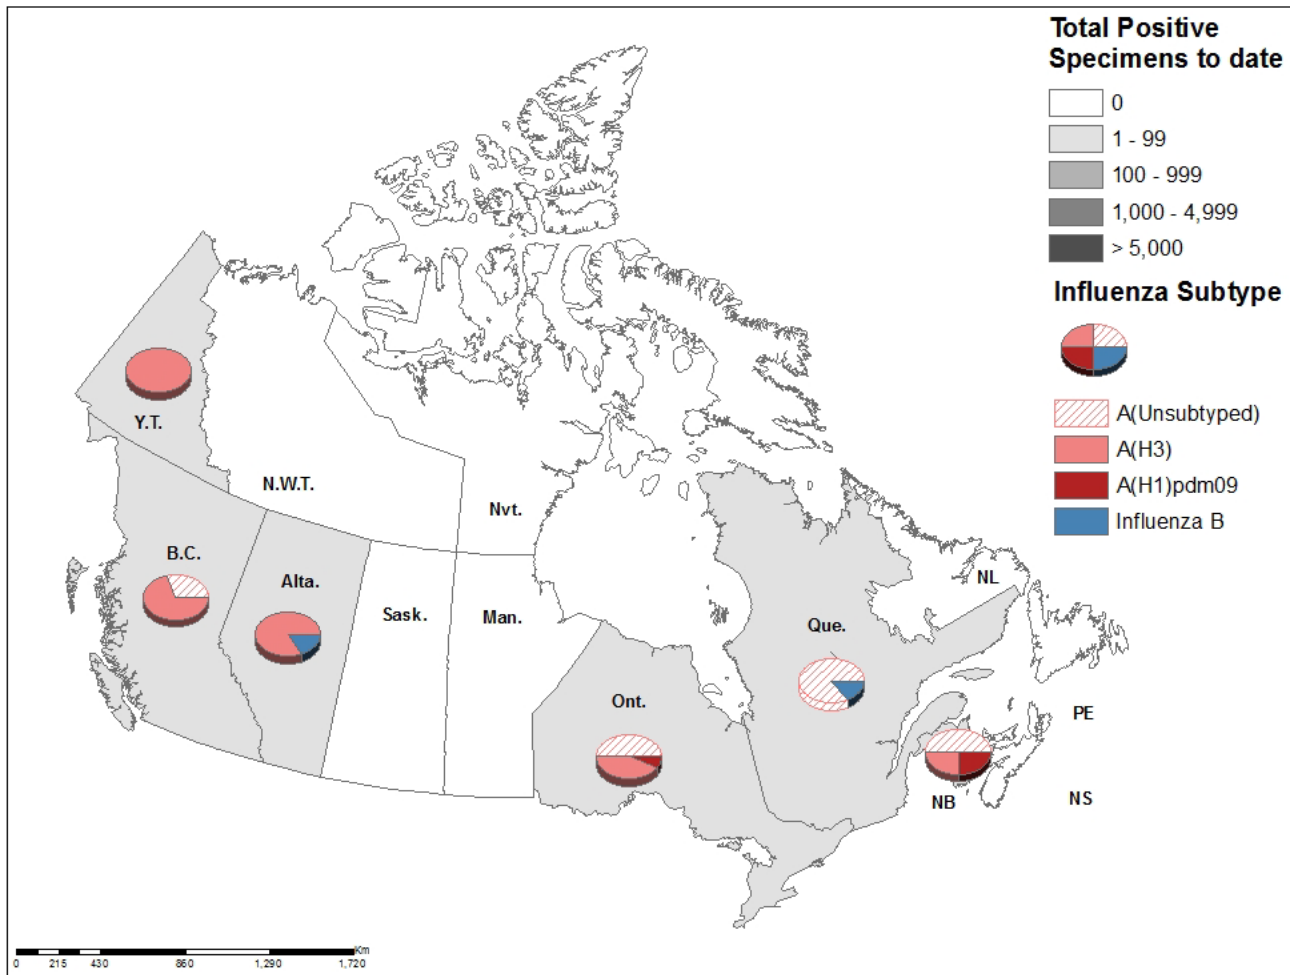 Total Positive
Specimens to date
0
1 - 99
100 - 999
1,000 - 4,999
> 5,000
Influenza Subtype
A(Unsubtyped)
A(H3)
A(H1)pdm09
Influenza B
Y.T.
N.W.T.
Nvt.
B.C.
Alta.
Sask.
Man.
Ont.
Que.
NL
PE
NB
NS
Km
0 215 430 860 1,290 1,720